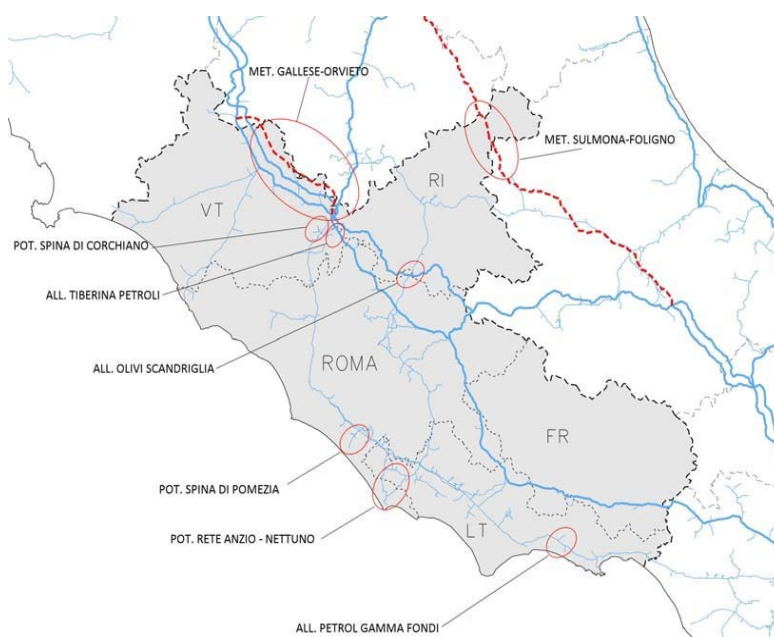 MET. GALLESE-ORVIETO
MET. SULMONA-FOLIGNO
RI
VT
POT. SPINA DI CORCHIANO
ALL. TIBERINA PETROLI
ALL. OLIVI SCANDRIGLIA
ROMA
FR
POT. SPINA DI POMEZIA
LT
POT. RETE ANZIO - NETTUNO
ALL. PETROL GAMMA FONDI